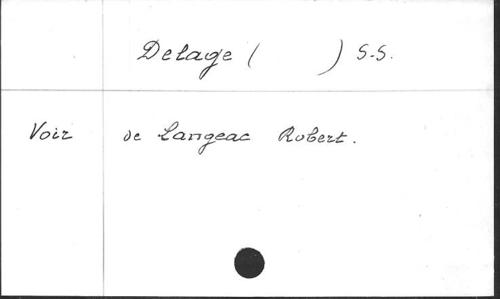 Delage ( ) S.S.
Voir de Langeac Robert.